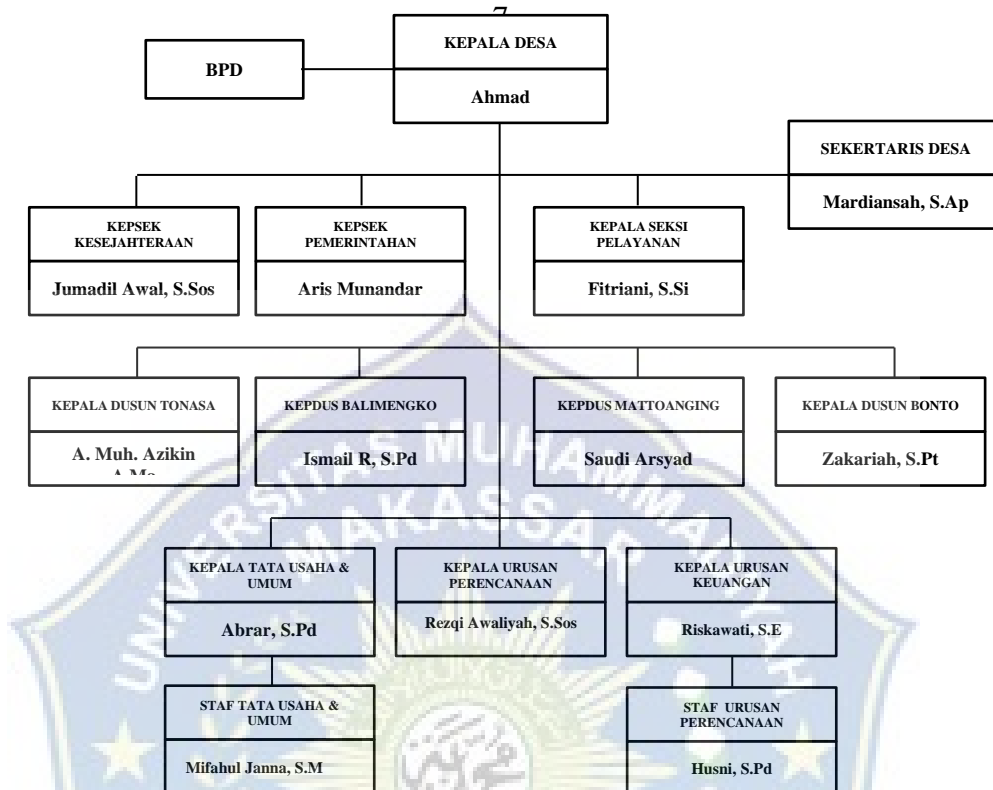 7
KEPALA DESA
Ahmad
BPD
SEKERTARIS DESA
Mardiansah, S.Ap
KEPSEK
KESEJAHTERAAN
Jumadil Awal, S.Sos
KEPSEK
PEMERINTAHAN
Aris Munandar
KEPALA SEKSI
PELAYANAN
Fitriani, S.Si
KEPALA DUSUN TONASA
A. Muh. Azikin
KEPDUS BALIMENGKO
Ismail R, S.Pd
KEPDUS MATTOANGING
Saudi Arsyad
KEPALA DUSUN BONTO
Zakariah, S.Pt
KEPALA TATA USAHA &
UMUM
Abrar, S.Pd
KEPALA URUSAN
PERENCANAAN
Rezqi Awaliyah, S.Sos
KEPALA URUSAN
KEUANGAN
Riskawati, S.E
STAF TATA USAHA &
UMUM
Mifahul Janna, S.M
STAF URUSAN
PERENCANAAN
Husni, S.Pd
UNIVERSITAS MUHAMMADIYAH
MAKASSAR